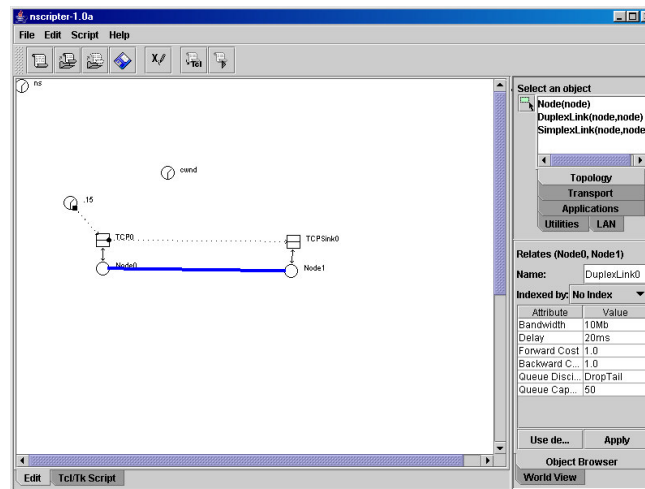 nscripter-1.0a
File Edit Script Help
Tcl
ns
cwnd
.15
TCP0
TCPSink0
Node0
Node1
Edit
Tcl/Tk Script
Select an object
Node(node)
DuplexLink(node,node)
SimplexLink(node,node
Topology
Transport
Applications
Utilities LAN
Relates (Node0, Node1)
Name: DuplexLink0
Indexed by: No Index
Attribute Value
Bandwidth 10Mb
Delay 20ms
Forward Cost 1.0
Backward C... 1.0
Queue Disci... DropTail
Queue Cap... 50
Use de... Apply
Object Browser
World View